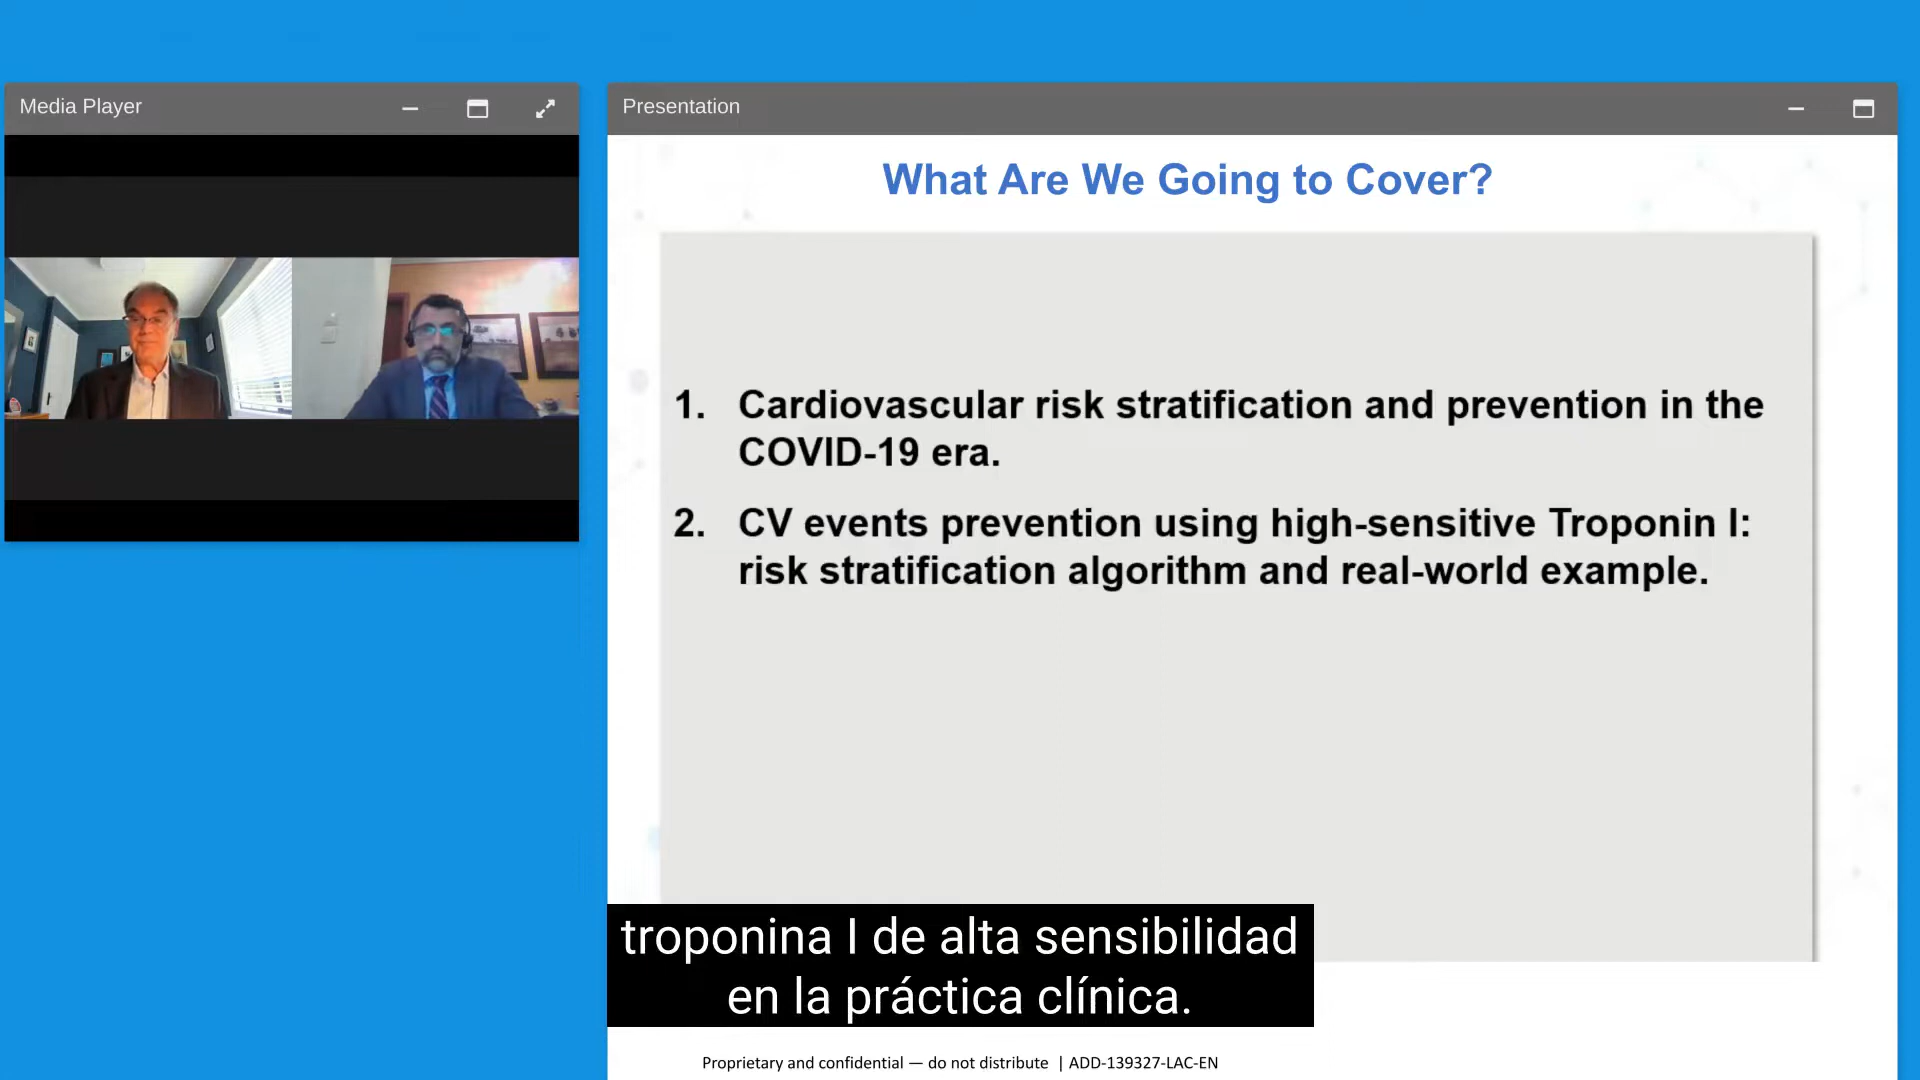 Media Player
Presentation
What Are We Going to Cover?
1. Cardiovascular risk stratification and prevention in the
COVID-19 era.
2. CV events prevention using high-sensitive Troponin I:
risk stratification algorithm and real-world example.
troponina I de alta sensibilidad
en la práctica clínica.
Proprietary and confidential — do not distribute | ADD-139327-LAC-EN